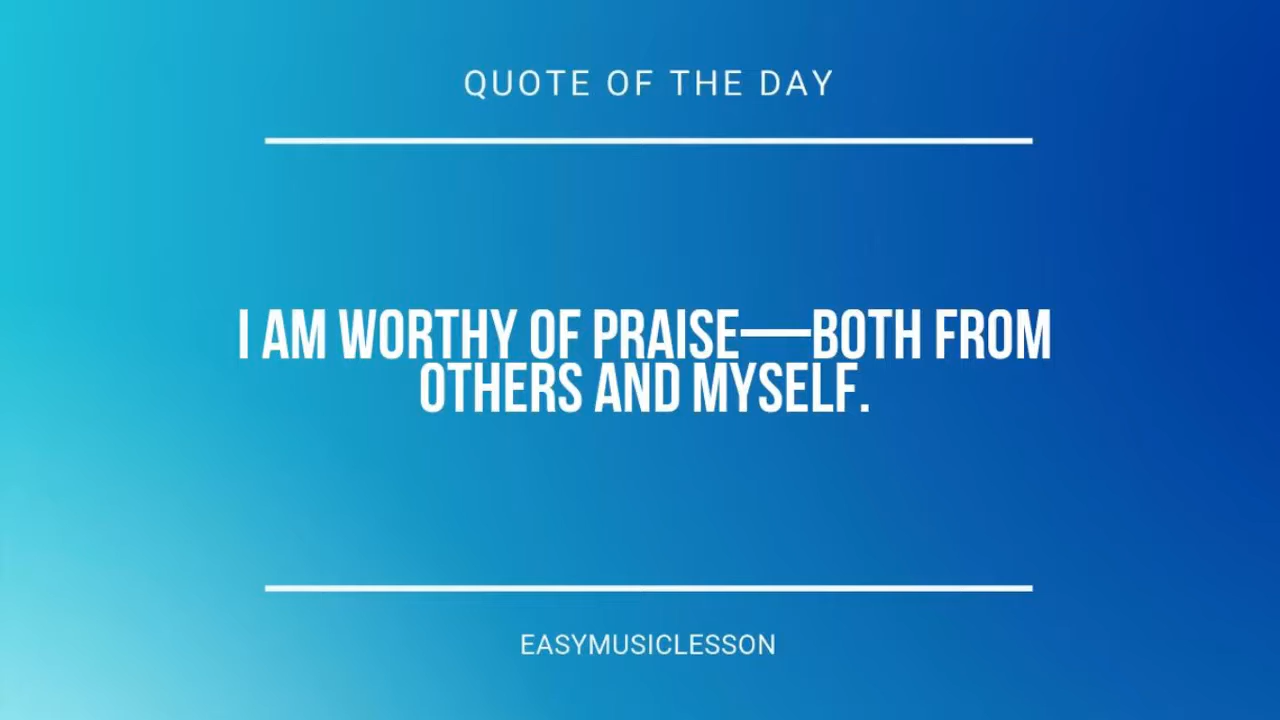 QUOTE OF THE DAY
I AM WORTHY OF PRAISE—BOTH FROM
OTHERS AND MYSELF.
EASYMUSICLESSON